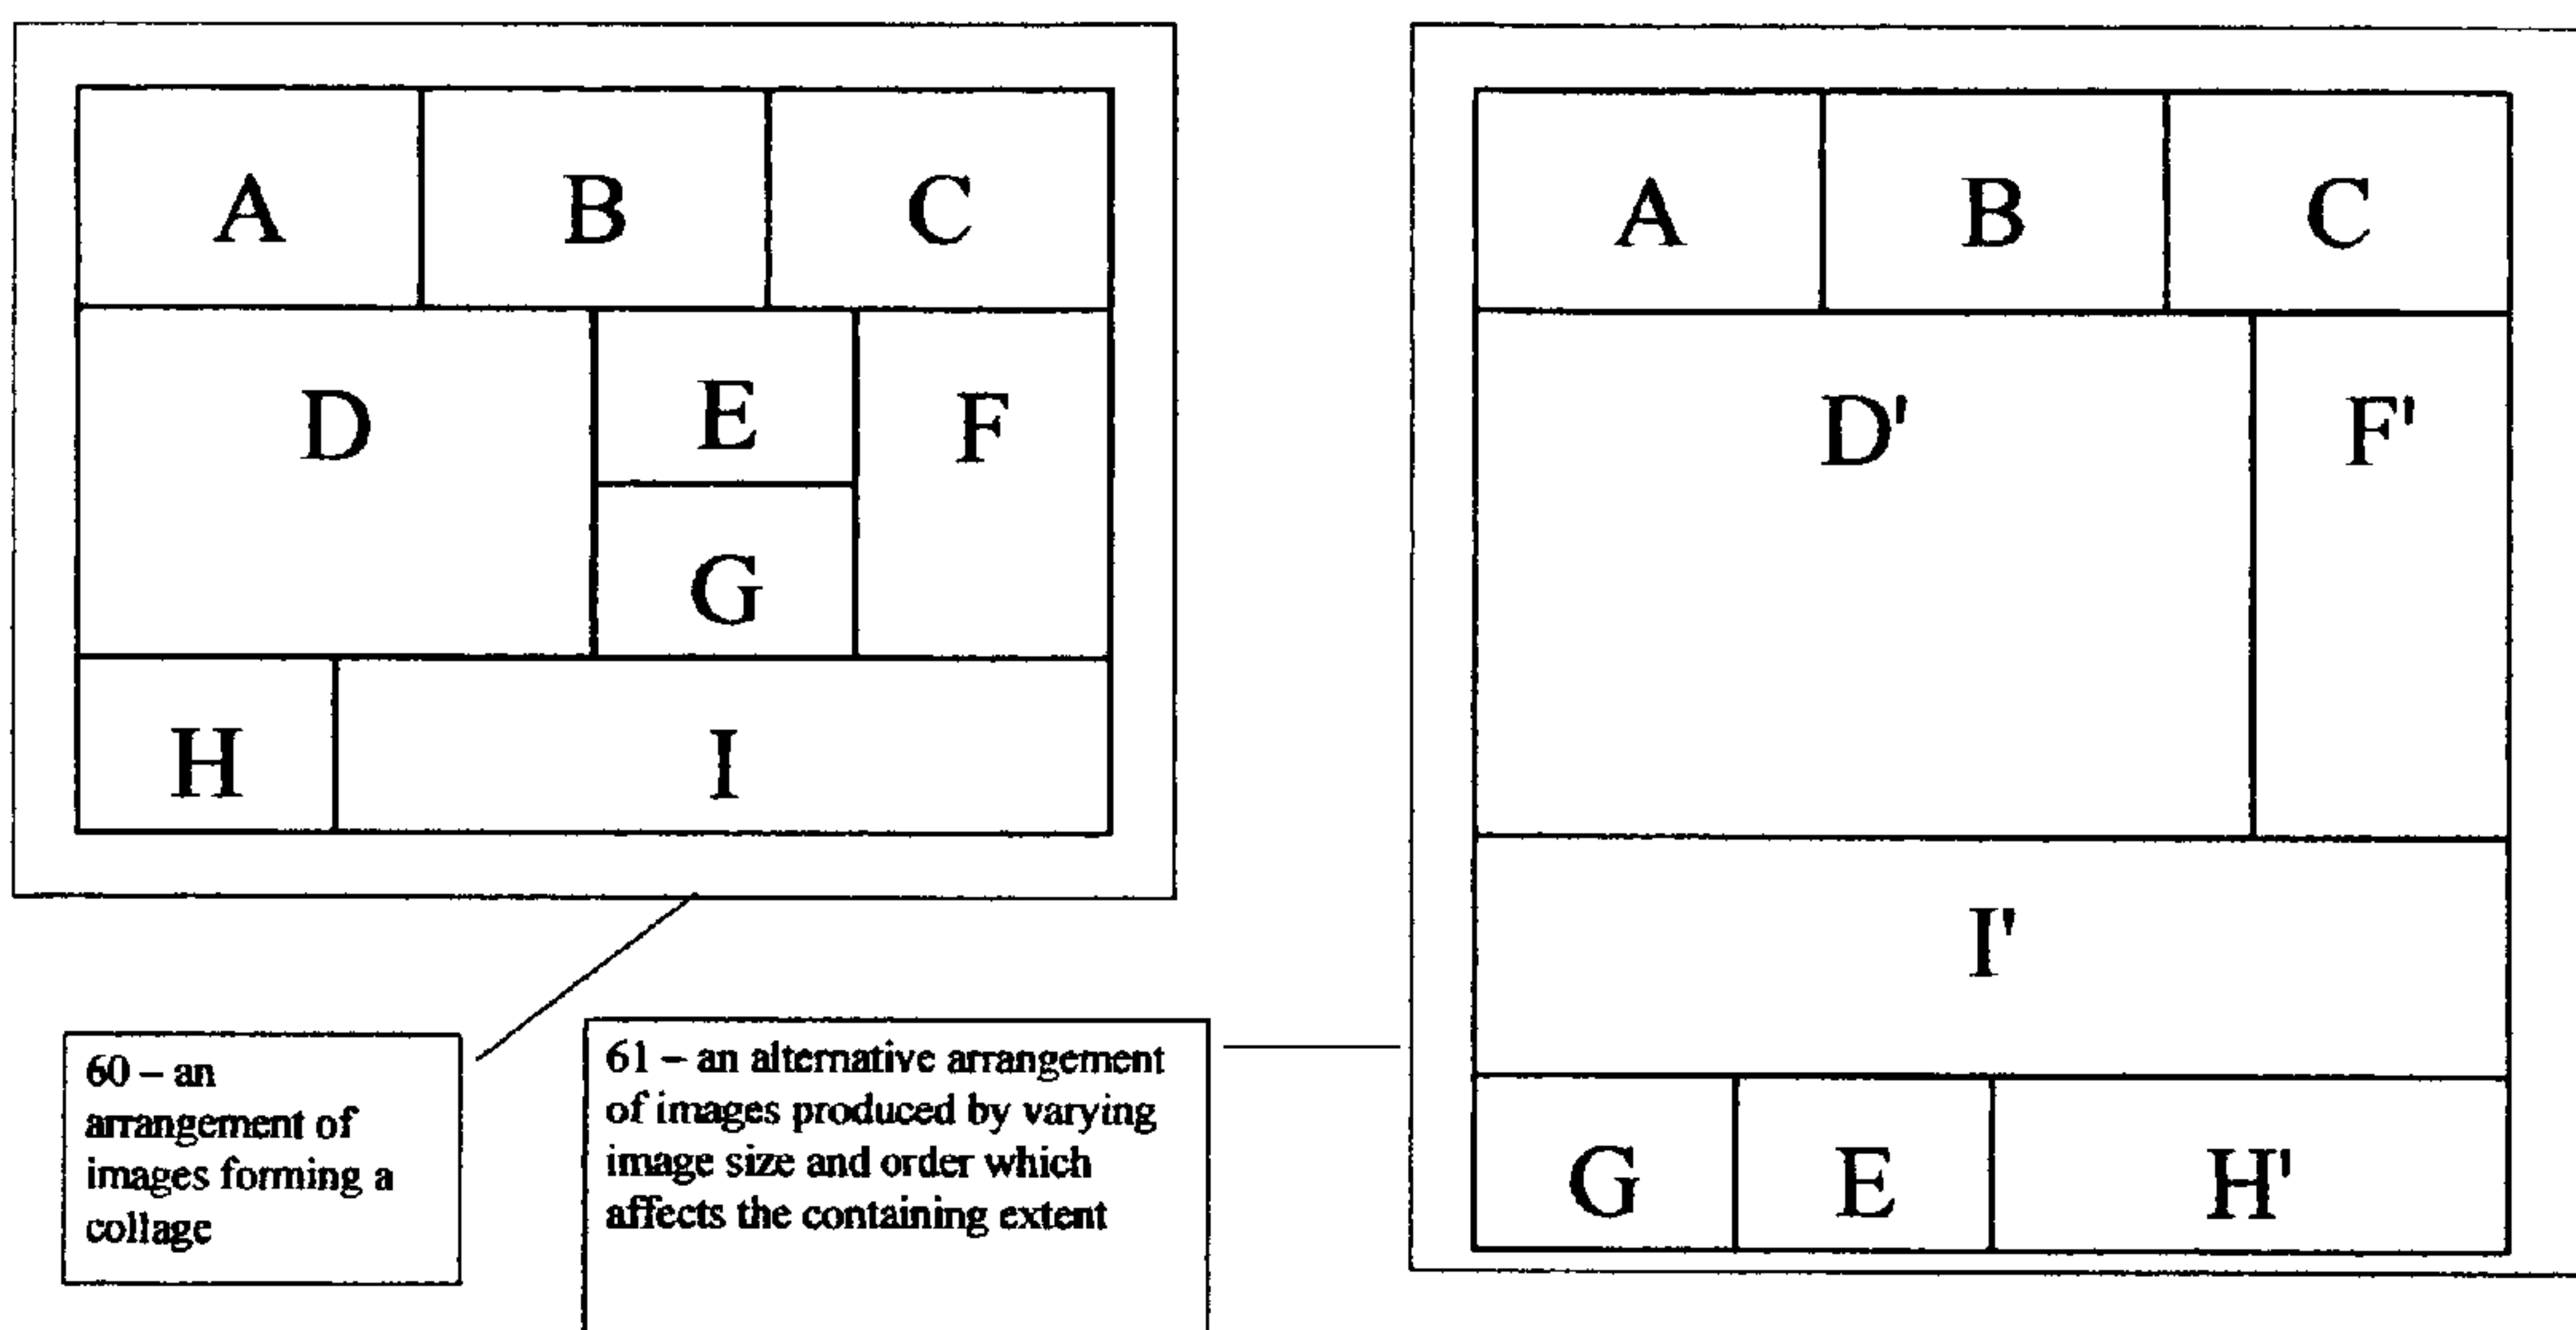 A B C
D E F
G
H I
60 – an
arrangement of
images forming a
collage
61 – an alternative arrangement
of images produced by varying
image size and order which
affects the containing extent
A B C
D' F'
I'
G E H'